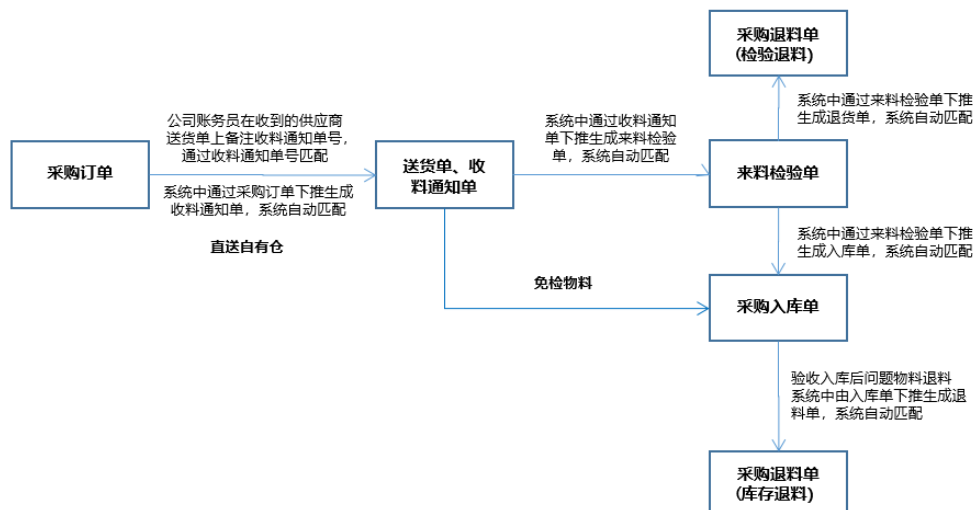 采购退料单
(检验退料)
公司账务员在收到的供应商
送货单上备注收料通知单号，
通过收料通知单号匹配
系统中通过收料通知
单下推生成来料检验
单，系统自动匹配
系统中通过来料检验单下推
生成退货单，系统自动匹配
采购订单
送货单、收
料通知单
来料检验单
系统中通过采购订单下推生成
收料通知单，系统自动匹配
直送自有仓
系统中通过来料检验单下推
生成入库单，系统自动匹配
免检物料
采购入库单
验收入库后问题物料退料
系统中由入库单下推生成退
料单，系统自动匹配
采购退料单
(库存退料)